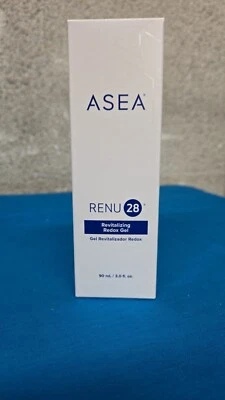 ASEA®
RENU 28®
Revitalizing
Redox Gel
Gel Revitalizador Redox
90 mL / 3.0 fl. oz.